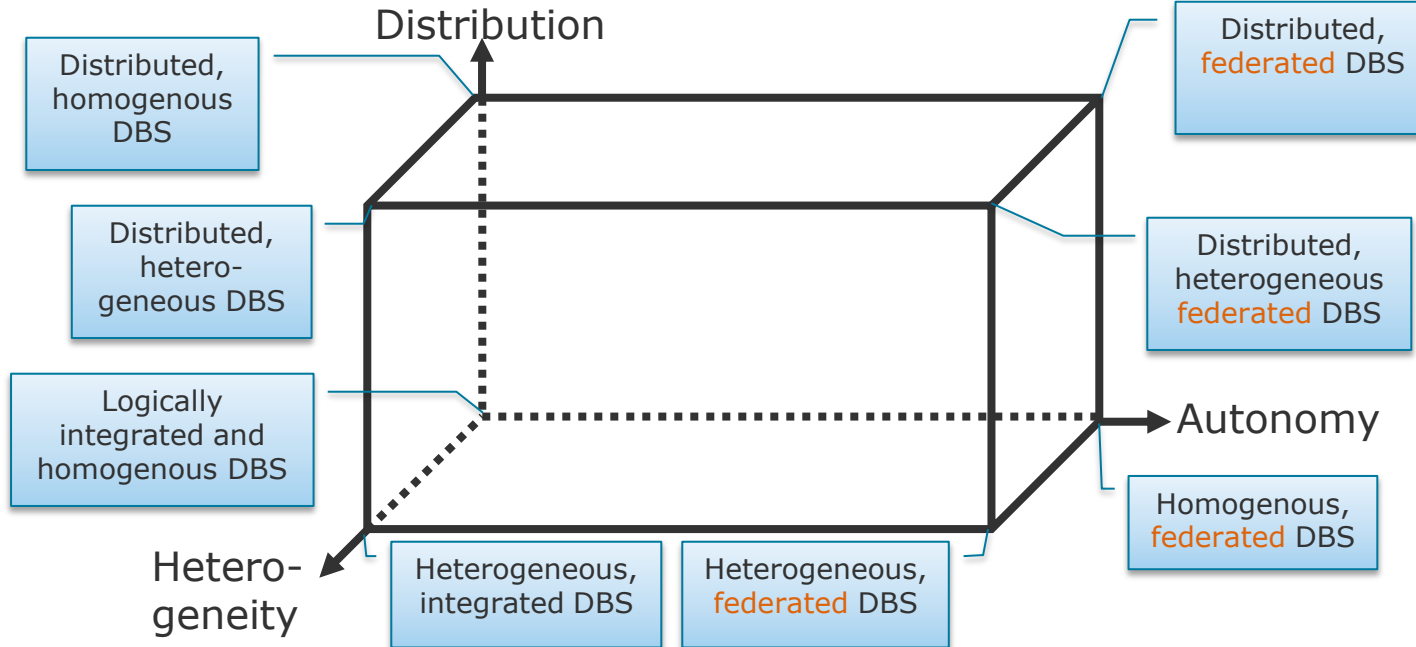 Distribution
Distributed,
homogenous
DBS
Distributed,
federated DBS
Distributed,
hetero-
geneous DBS
Distributed,
heterogeneous
federated DBS
Logically
integrated and
homogenous DBS
Autonomy
Homogenous,
federated DBS
Hetero-
geneity
Heterogeneous,
integrated DBS
Heterogeneous,
federated DBS